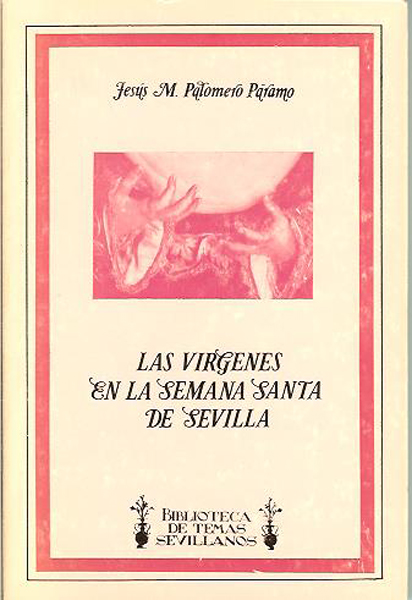 Jesús M. Palomero Páramo
LAS VIRGENES
EN LA SEMANA SANTA
DE SEVILLA
BIBLIOTECA
DE TEMAS
SEVILLANOS